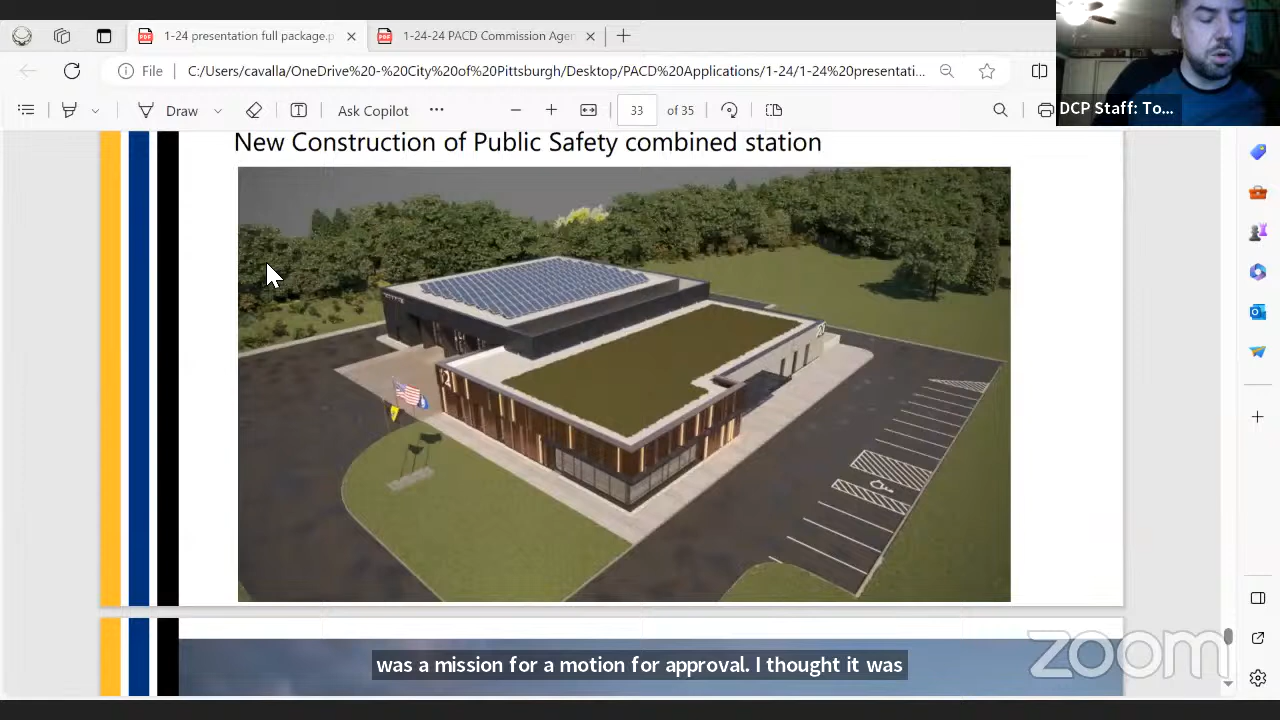 1-24 presentation full package.p
1-24-24 PACD Commission Agen
File
C:/Users/cavalla/OneDrive%20-%20City%20of%20Pittsburgh/Desktop/PACD%20Applications/1-24/1-24%20presentati...
Draw
Ask Copilot
33
of 35
DCP Staff: To...
New Construction of Public Safety combined station
was a mission for a motion for approval. I thought it was
zoom